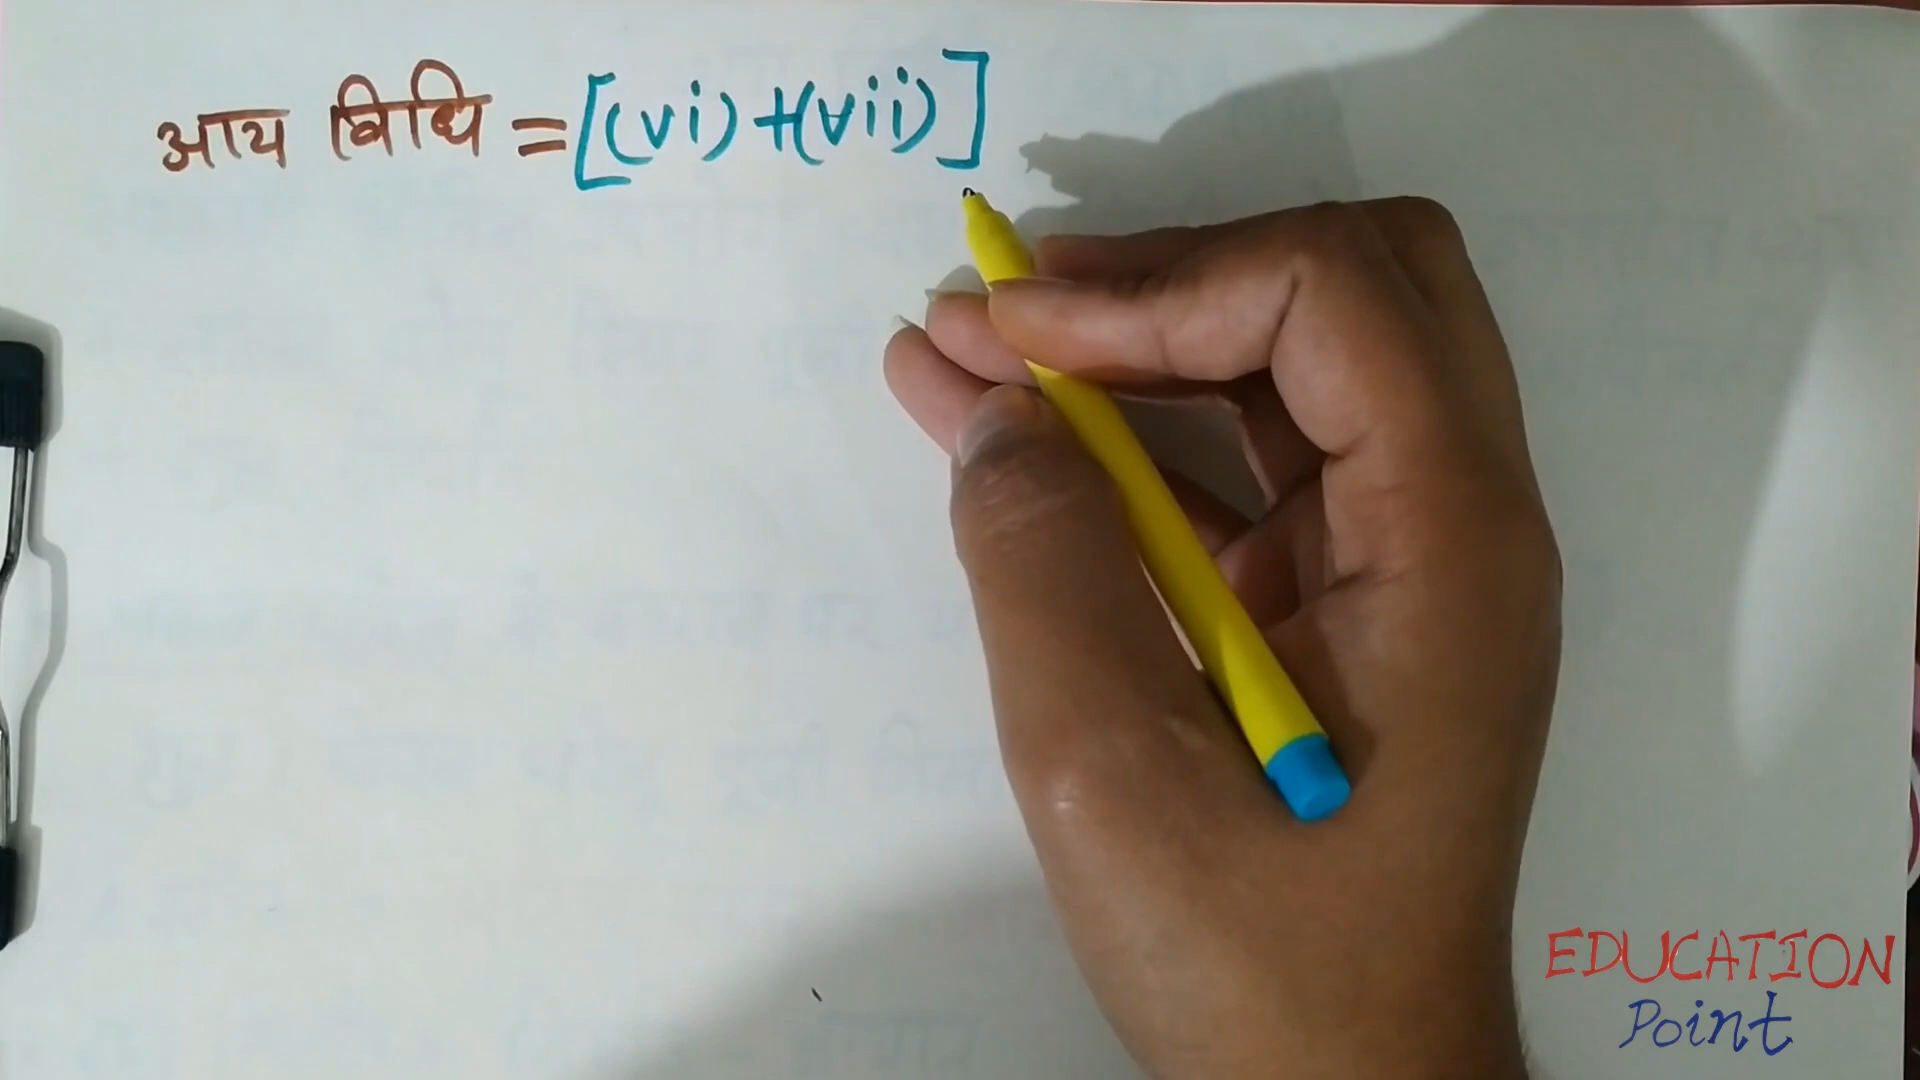 आय विधि = [(vi) + (vii)]
EDUCATION
Point